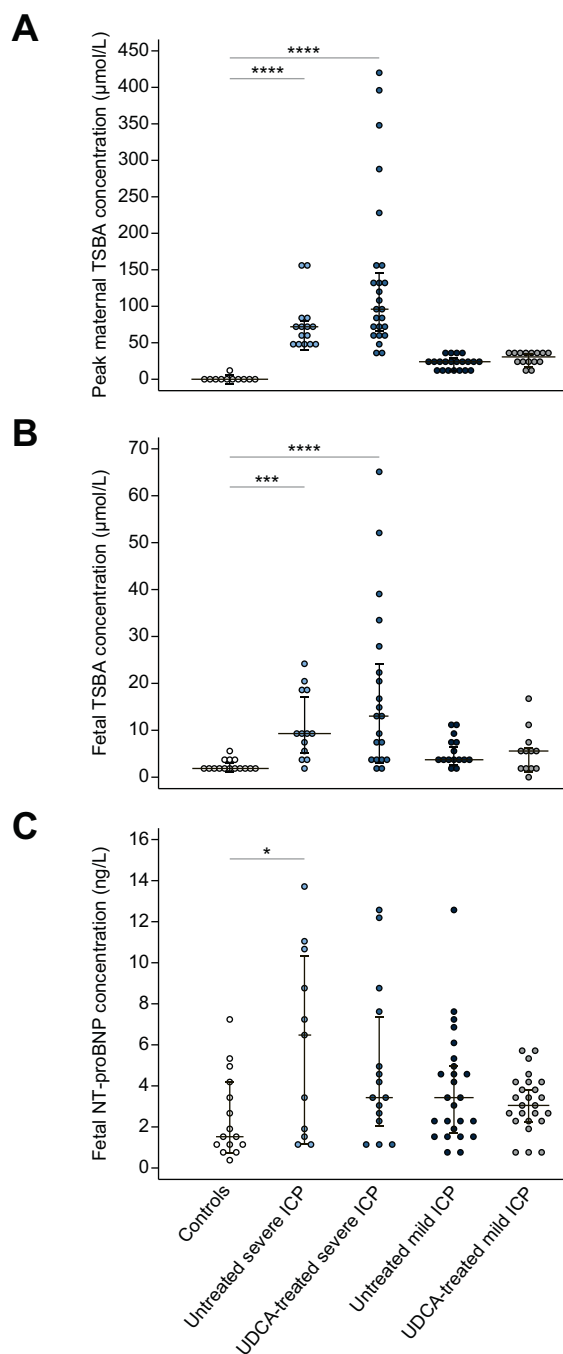 A
Peak maternal TSBA concentration (µmol/L)
450
400
350
300
250
200
150
100
50
0
****
****
B
Fetal TSBA concentration (µmol/L)
70
60
50
40
30
20
10
0
****
***
C
Fetal NT-proBNP concentration (ng/L)
16
14
12
10
8
6
4
2
0
*
Controls
Untreated severe ICP
UDCA-treated severe ICP
Untreated mild ICP
UDCA-treated mild ICP